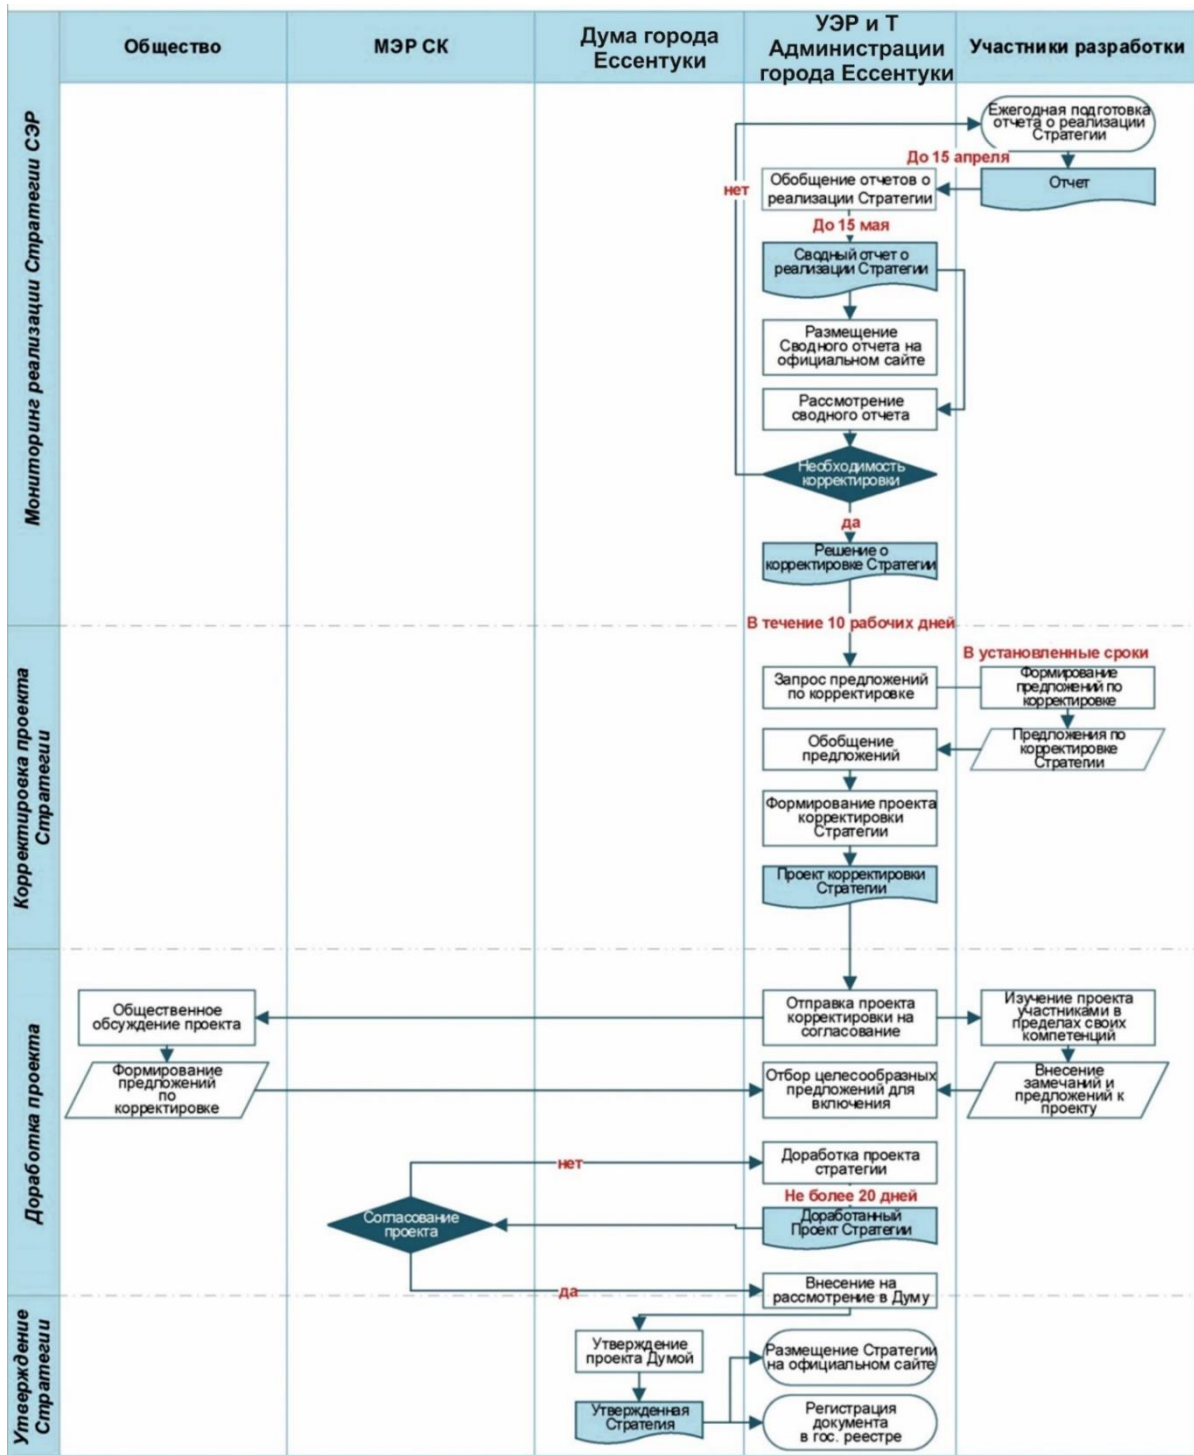 Общество
МЭР СК
Дума города
Ессентуки
УЭР и Т
Администрации
города Ессентуки
Участники разработки
Мониторинг реализации Стратегии СЭР
Ежегодная подготовка
отчета о реализации
Стратегии
До 15 апреля
Отчет
нет
Обобщение отчетов о
реализации Стратегии
До 15 мая
Сводный отчет о
реализации Стратегии
Размещение
Сводного отчета на
официальном сайте
Рассмотрение
сводного отчета
Необходимость
корректировки
да
Решение о
корректировке Стратегии
В течение 10 рабочих дней
Корректировка проекта
Стратегии
В установленные сроки
Запрос предложений
по корректировке
Формирование
предложений по
корректировке
Обобщение
предложений
Предложения по
корректировке
Стратегии
Формирование проекта
корректировки
Стратегии
Проект корректировки
Стратегии
Доработка проекта
Общественное
обсуждение проекта
Отправка проекта
корректировки на
согласование
Изучение проекта
участниками в
пределах своих
компетенций
Формирование
предложений
по
корректировке
Отбор целесообразных
предложений для
включения
Внесение
замечаний и
предложений к
проекту
нет
Доработка проекта
стратегии
Не более 20 дней
Согласование
проекта
Доработанный
Проект Стратегии
да
Внесение на
рассмотрение в Думу
Утверждение
Стратегии
Утверждение
проекта Думой
Размещение Стратегии
на официальном сайте
Утвержденная
Стратегия
Регистрация
документа
в гос. реестре